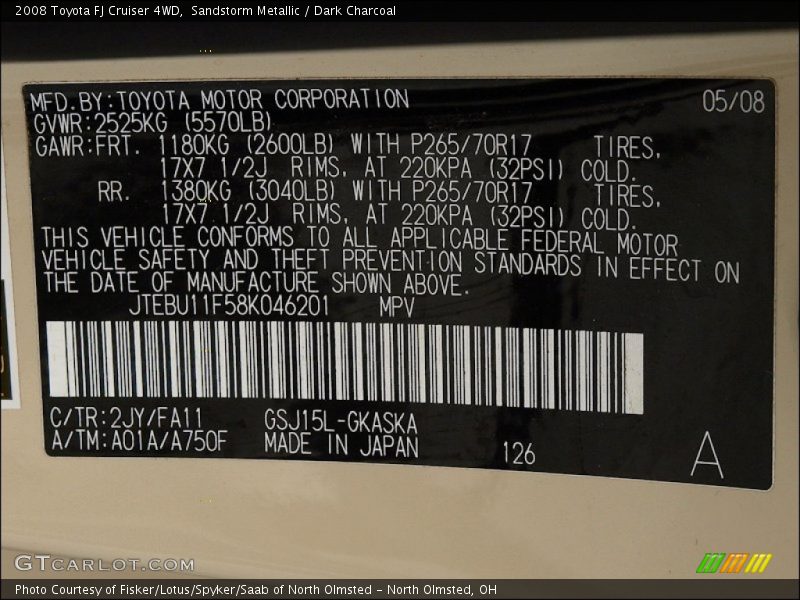 2008 Toyota FJ Cruiser 4WD,  Sandstorm Metallic / Dark Charcoal
MFD.BY:TOYOTA MOTOR CORPORATION 05/08
GVWR:2525KG (5570LB)
GAWR:FRT. 1180KG (2600LB) WITH P265/70R17 TIRES,
17X7 1/2J RIMS, AT 220KPA (32PSI) COLD.
RR. 1380KG (3040LB) WITH P265/70R17 TIRES,
17X7 1/2J RIMS, AT 220KPA (32PSI) COLD.
THIS VEHICLE CONFORMS TO ALL APPLICABLE FEDERAL MOTOR
VEHICLE SAFETY AND THEFT PREVENTION STANDARDS IN EFFECT ON
THE DATE OF MANUFACTURE SHOWN ABOVE.
JTEBU11F58K046201 MPV
C/TR:2JY/FA11 GSJ15L-GKASKA
A/TM:A01A/A750F MADE IN JAPAN 126 A
GTCARLOT.COM
Photo Courtesy of Fisker/Lotus/Spyker/Saab of North Olmsted - North Olmsted, OH